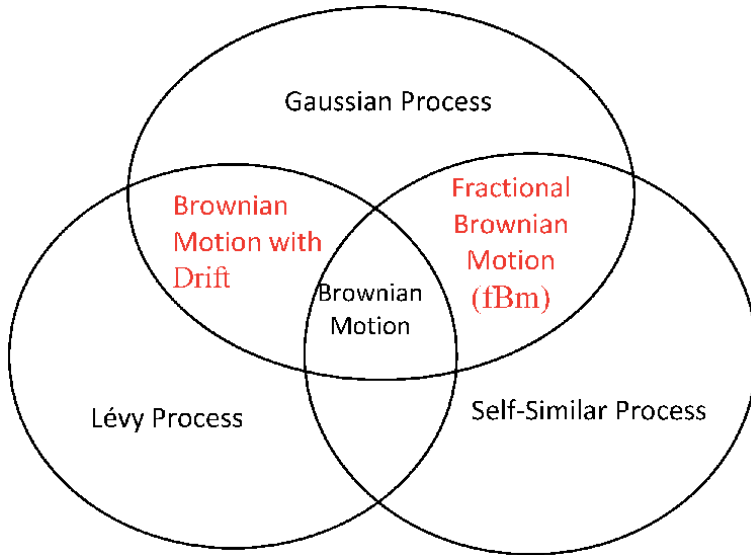 Gaussian Process
Brownian
Motion with
Drift
Fractional
Brownian
Motion
(fBm)
Brownian
Motion
Lévy Process
Self-Similar Process